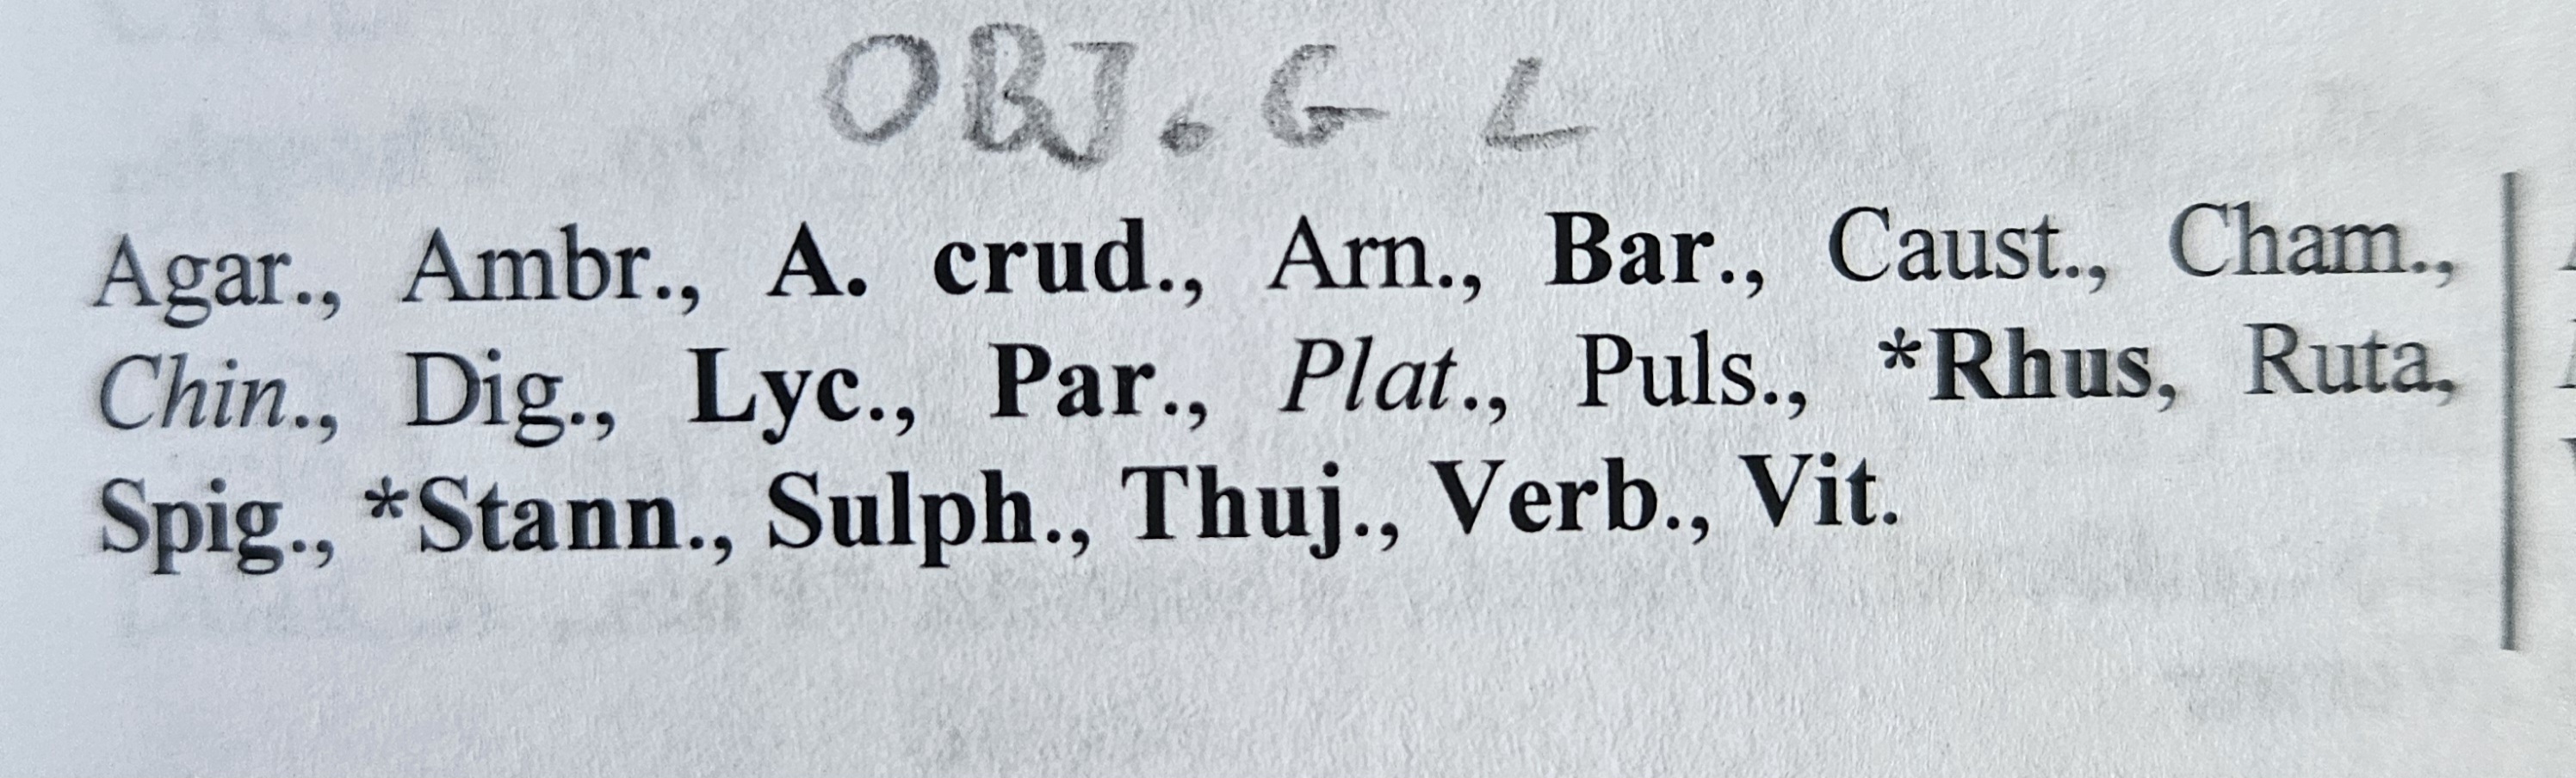 OBJ. G L
Agar., Ambr., A. crud., Arn., Bar., Caust., Cham.,
Chin., Dig., Lyc., Par., Plat., Puls., *Rhus, Ruta,
Spig., *Stann., Sulph., Thuj., Verb., Vit.